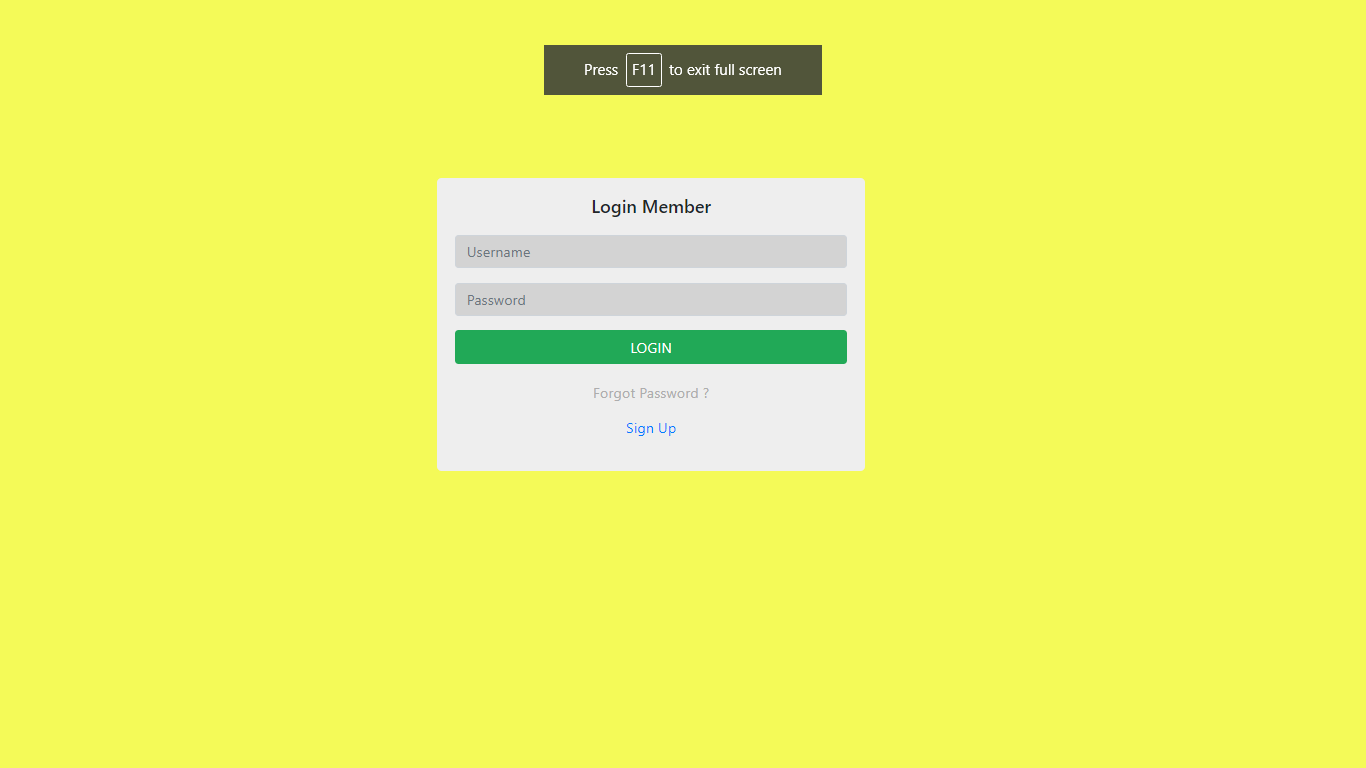 Press F11 to exit full screen
Login Member
Username
Password
LOGIN
Forgot Password ?
Sign Up